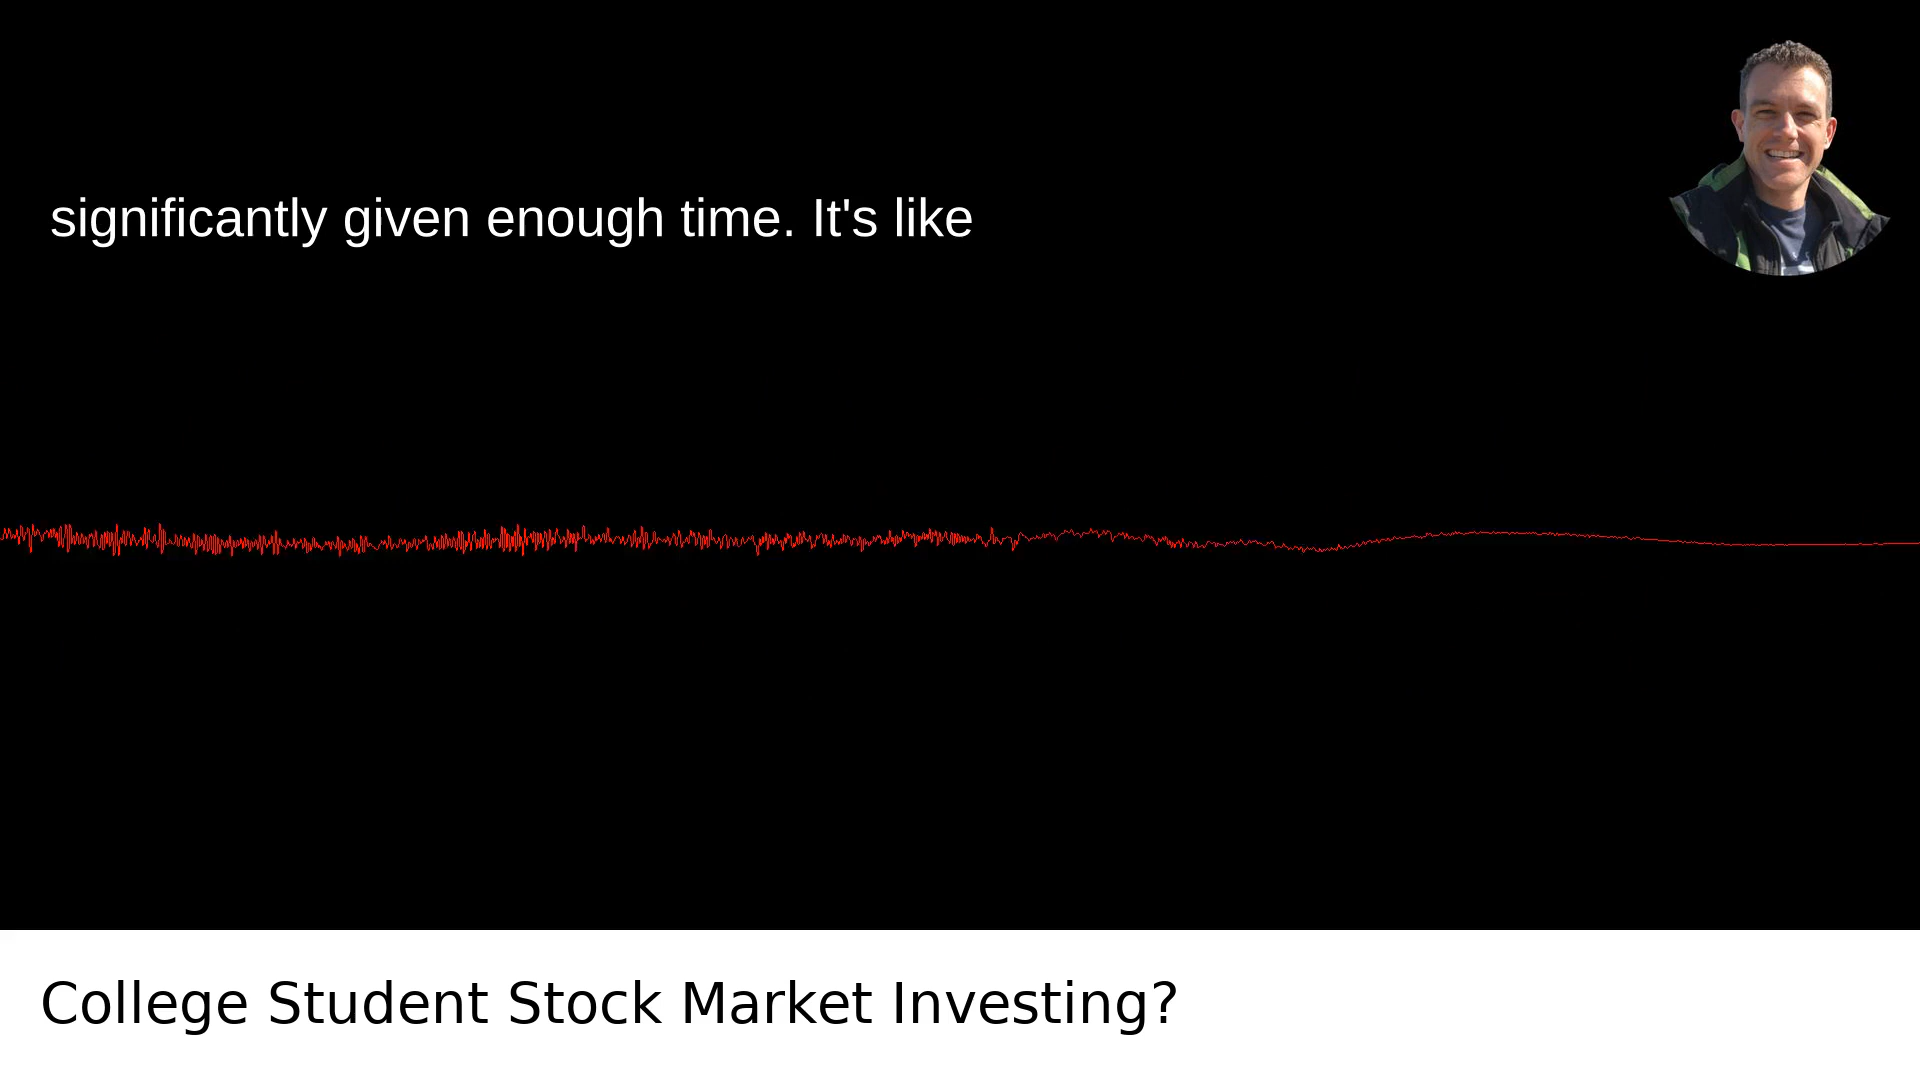 significantly given enough time. It's like
College Student Stock Market Investing?